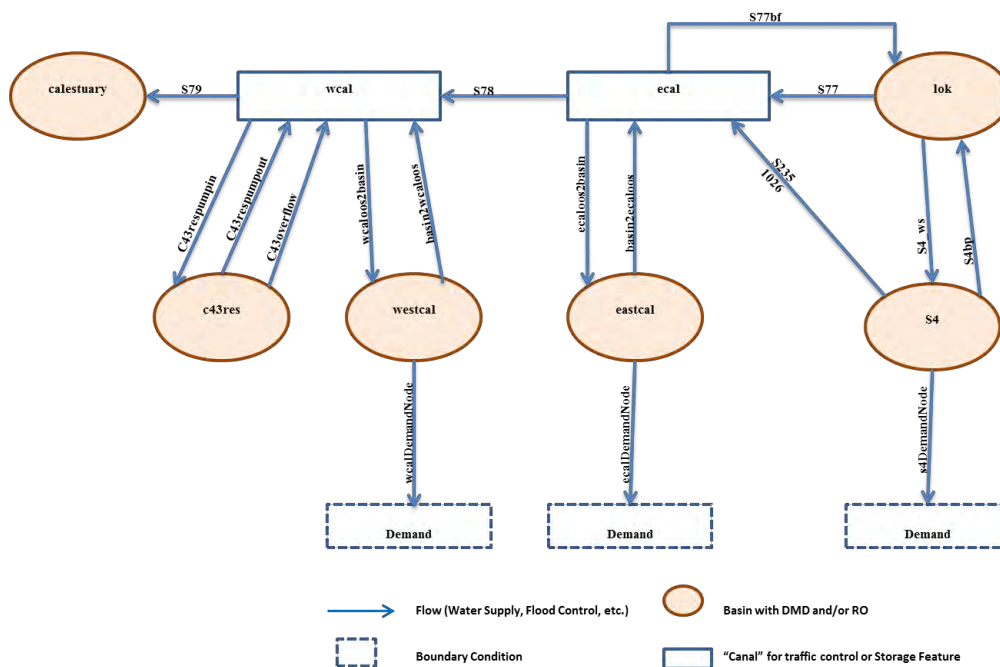 S77bf
calestuary
S79
wcal
S78
ecal
S77
lok
C43respumpin
C43respumpout
C43overflow
wcaloos2basin
basin2wcaloos
ecaloos2basin
basin2ecaloos
S235
1026
S4_ws
S4bp
c43res
westcal
eastcal
S4
wcalDemandNode
ecalDemandNode
s4DemandNode
Demand
Demand
Demand
Flow (Water Supply, Flood Control, etc.)
Basin with DMD and/or RO
Boundary Condition
“Canal” for traffic control or Storage Feature